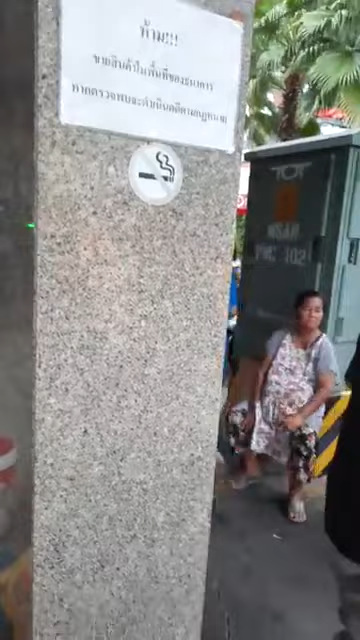 ห้าม!!!
ขายสินค้าในพื้นที่ของธนาคาร
หากตรวจพบจะดำเนินคดีตามกฎหมาย
TOT